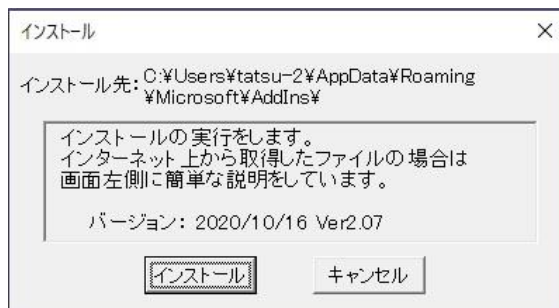 インストール
インストール先:C:¥Users¥tatsu-2¥AppData¥Roaming
¥Microsoft¥AddIns¥
インストールの実行をします。
インターネット上から取得したファイルの場合は
画面左側に簡単な説明をしています。
バージョン: 2020/10/16 Ver2.07
インストール キャンセル